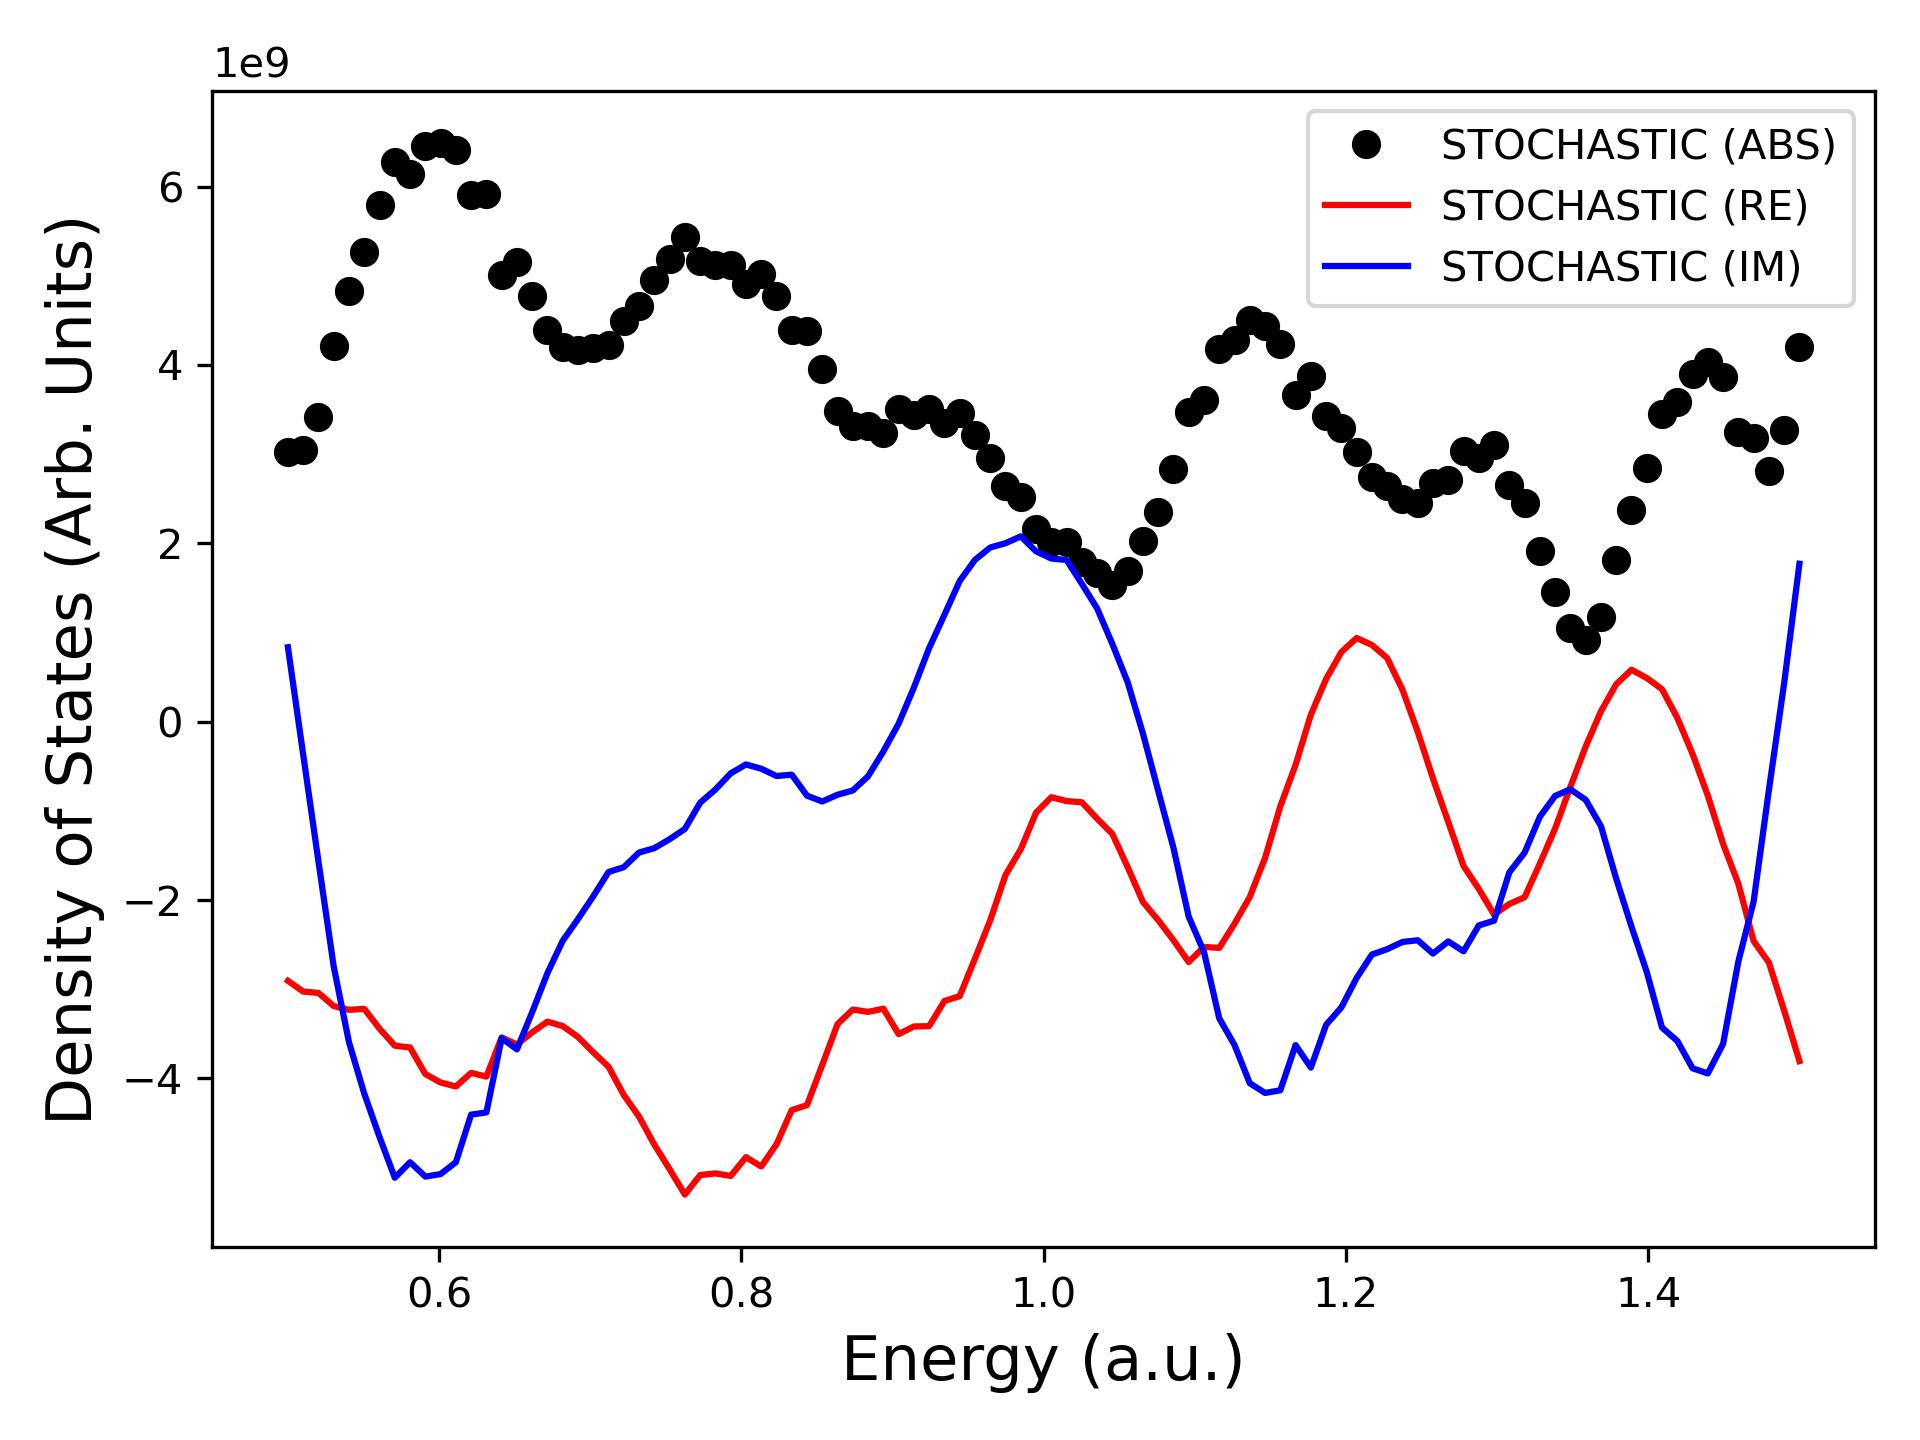 1e9
STOCHASTIC (ABS)
STOCHASTIC (RE)
STOCHASTIC (IM)
Density of States (Arb. Units)
6
4
2
0
−2
−4
0.6 0.8 1.0 1.2 1.4
Energy (a.u.)